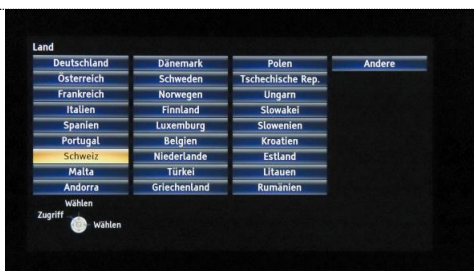 Land
Deutschland Dänemark Polen Andere
Österreich Schweden Tschechische Rep.
Frankreich Norwegen Ungarn
Italien Finnland Slowakei
Spanien Luxemburg Slowenien
Portugal Belgien Kroatien
Schweiz Niederlande Estland
Malta Türkei Litauen
Andorra Griechenland Rumänien
Wählen
Zugriff
Wählen